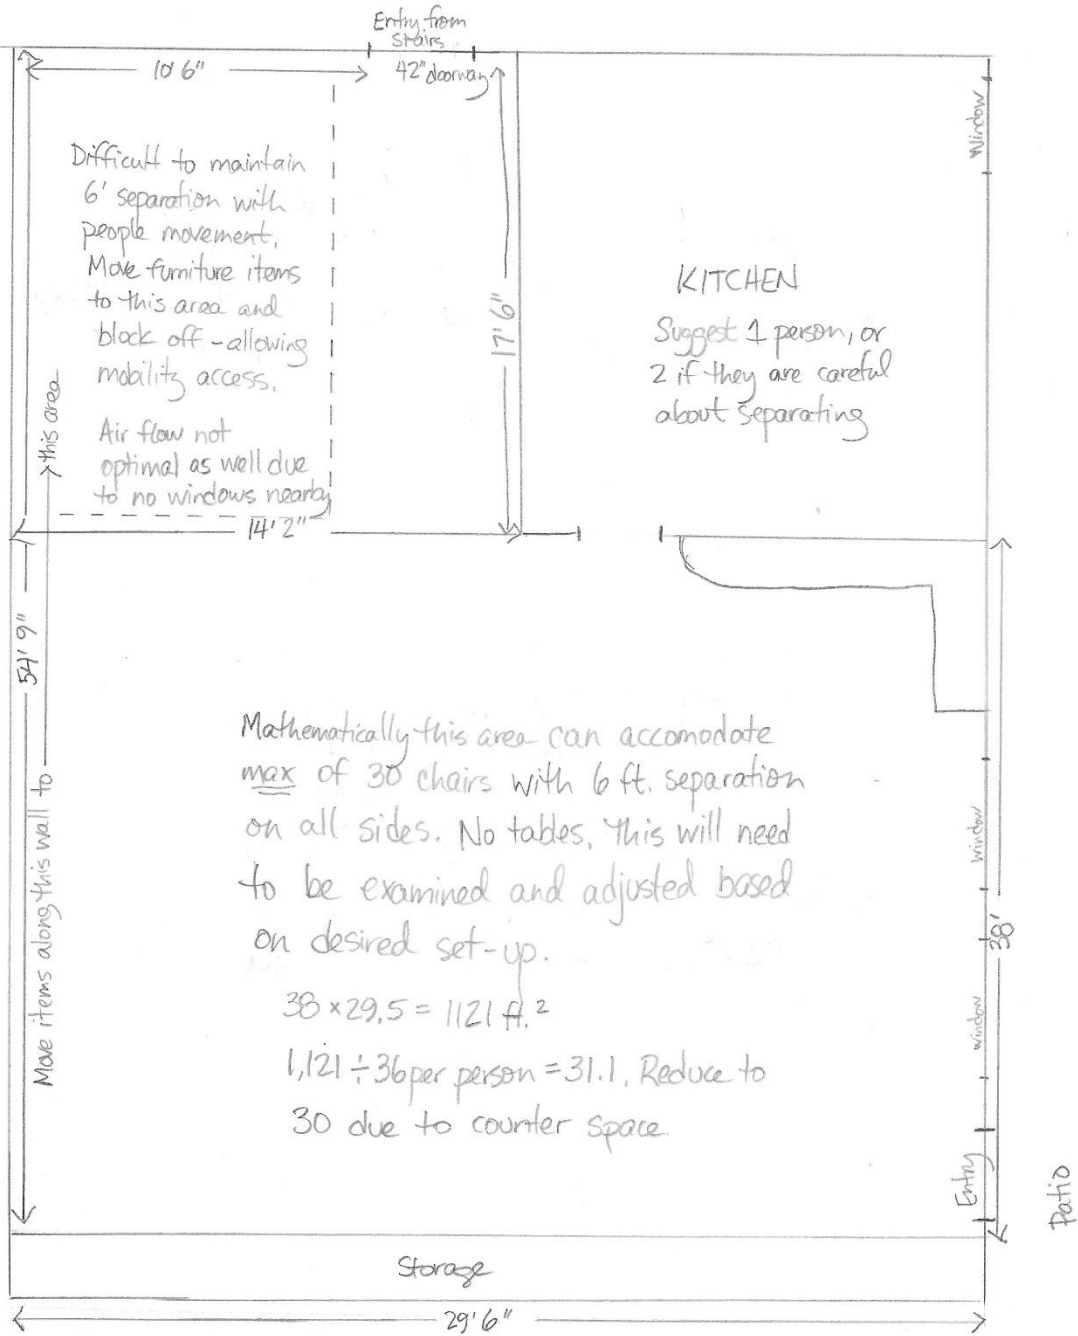 Entry from
stairs
10'6"
42" doorway
Window
Difficult to maintain
6' separation with
people movement.
Move furniture items
to this area and
block off - allowing
mobility access.
Air flow not
optimal as well due
to no windows nearby
17'6"
KITCHEN
Suggest 1 person, or
2 if they are careful
about separating
14'2"
54' 9"
Move items along this wall to
this area
Mathematically this area can accomodate
max of 30 chairs with 6 ft. separation
on all sides. No tables. This will need
to be examined and adjusted based
on desired set-up.
38 × 29.5 = 1121 ft.²
1,121 ÷ 36 per person = 31.1. Reduce to
30 due to counter space.
window
38'
window
Entry
Patio
Storage
29'6"